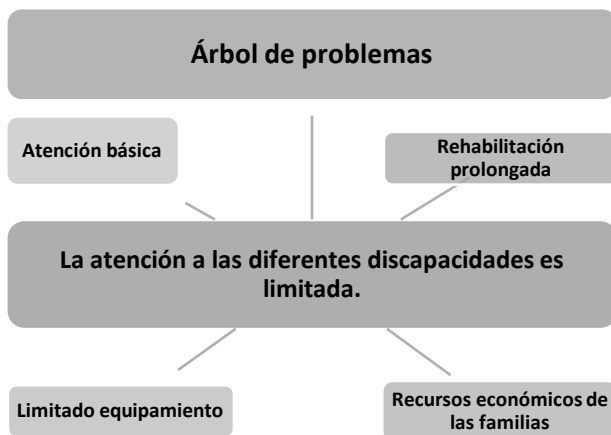 Árbol de problemas
Atención básica
Rehabilitación
prolongada
La atención a las diferentes discapacidades es
limitada.
Limitado equipamiento
Recursos económicos de
las familias